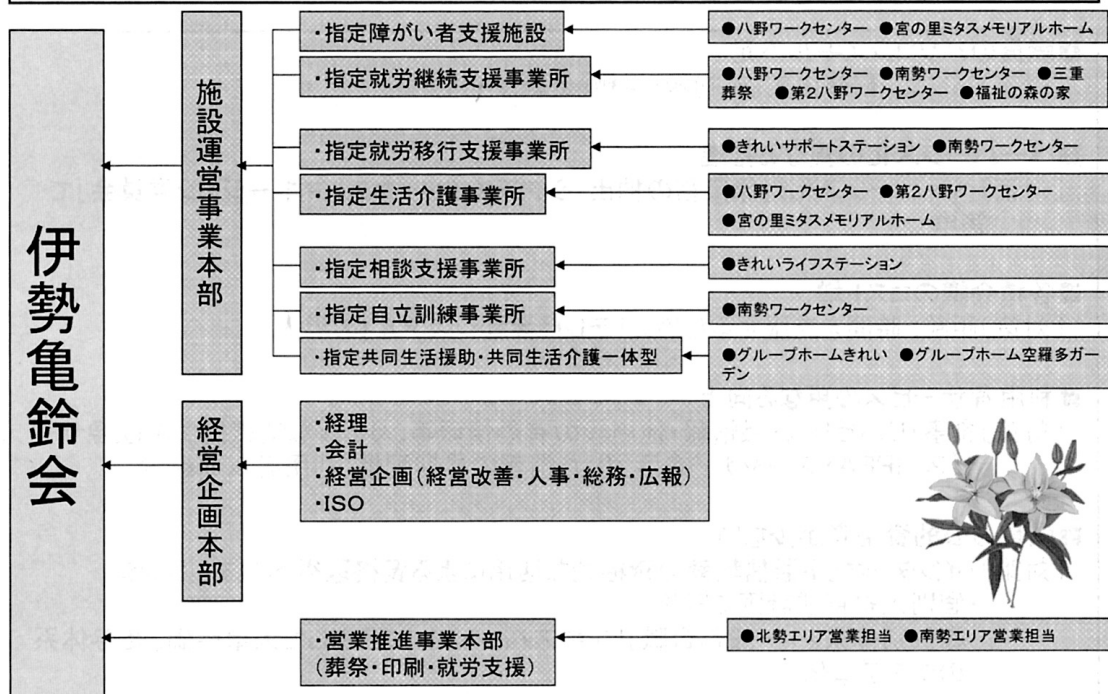 伊勢亀鈴会
施設運営事業本部
・指定障がい者支援施設
●八野ワークセンター ●宮の里ミタスメモリアルホーム
・指定就労継続支援事業所
●八野ワークセンター ●南勢ワークセンター ●三重
葬祭 ●第2八野ワークセンター ●福祉の森の家
・指定就労移行支援事業所
●きれいサポートステーション ●南勢ワークセンター
・指定生活介護事業所
●八野ワークセンター ●第2八野ワークセンター
●宮の里ミタスメモリアルホーム
・指定相談支援事業所
●きれいライフステーション
・指定自立訓練事業所
●南勢ワークセンター
・指定共同生活援助・共同生活介護一体型
●グループホームきれい ●グループホーム空羅多ガー
デン
経営企画本部
・経理
・会計
・経営企画(経営改善・人事・総務・広報)
・ISO
・営業推進事業本部
(葬祭・印刷・就労支援)
●北勢エリア営業担当 ●南勢エリア営業担当